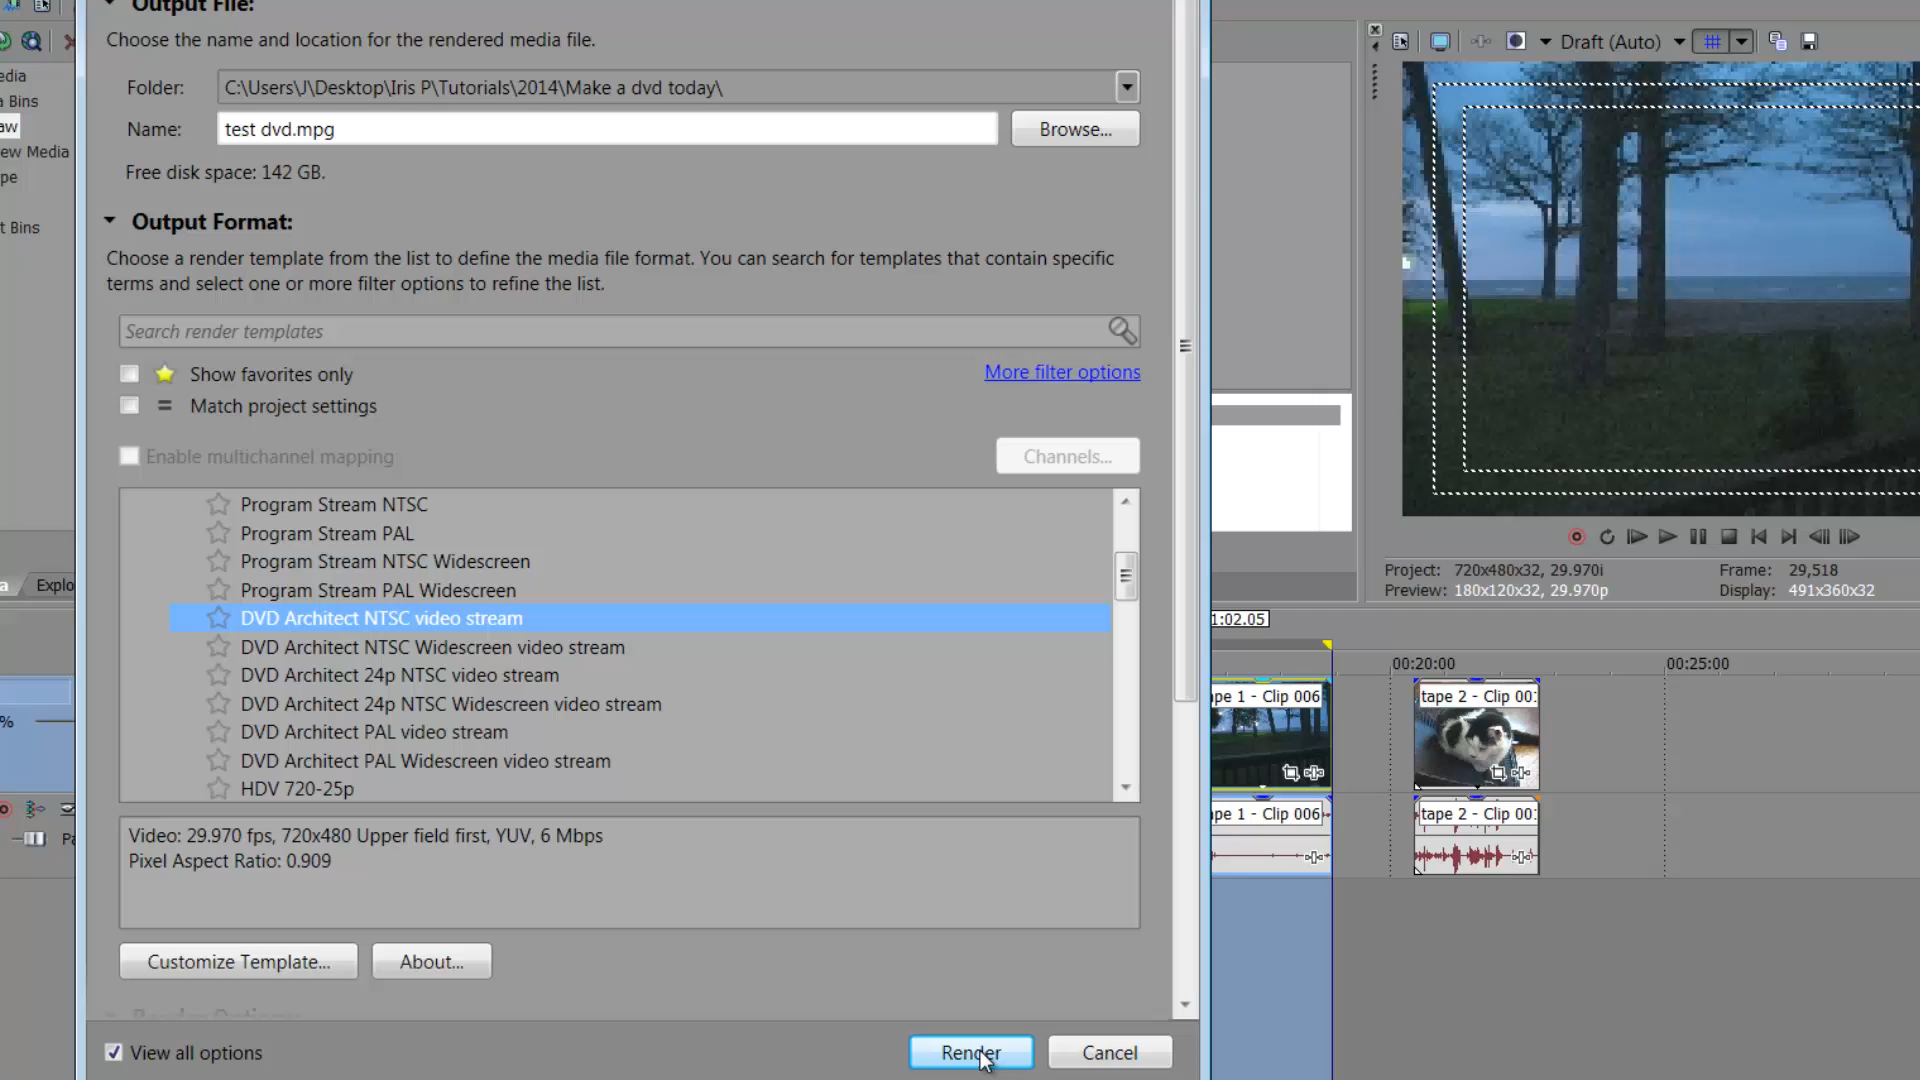 Output File:
Choose the name and location for the rendered media file.
Folder:
C:\Users\J\Desktop\Iris P\Tutorials\2014\Make a dvd today\
Name:
test dvd.mpg
Browse...
Free disk space: 142 GB.
Output Format:
Choose a render template from the list to define the media file format. You can search for templates that contain specific
terms and select one or more filter options to refine the list.
Search render templates
Show favorites only
More filter options
Match project settings
Enable multichannel mapping
Channels...
Program Stream NTSC
Program Stream PAL
Program Stream NTSC Widescreen
Program Stream PAL Widescreen
DVD Architect NTSC video stream
DVD Architect NTSC Widescreen video stream
DVD Architect 24p NTSC video stream
DVD Architect 24p NTSC Widescreen video stream
DVD Architect PAL video stream
DVD Architect PAL Widescreen video stream
HDV 720-25p
Video: 29.970 fps, 720x480 Upper field first, YUV, 6 Mbps
Pixel Aspect Ratio: 0.909
Customize Template...
About...
View all options
Render
Cancel
edia
Bins
aw
ew Media
pe
t Bins
a
Explo
%
Pa
Draft (Auto)
Project: 720x480x32, 29.970i
Frame: 29,518
Preview: 180x120x32, 29.970p
Display: 491x360x32
1:02.05
00:20:00
00:25:00
ape 1 - Clip 006
tape 2 - Clip 00
ape 1 - Clip 006
tape 2 - Clip 00